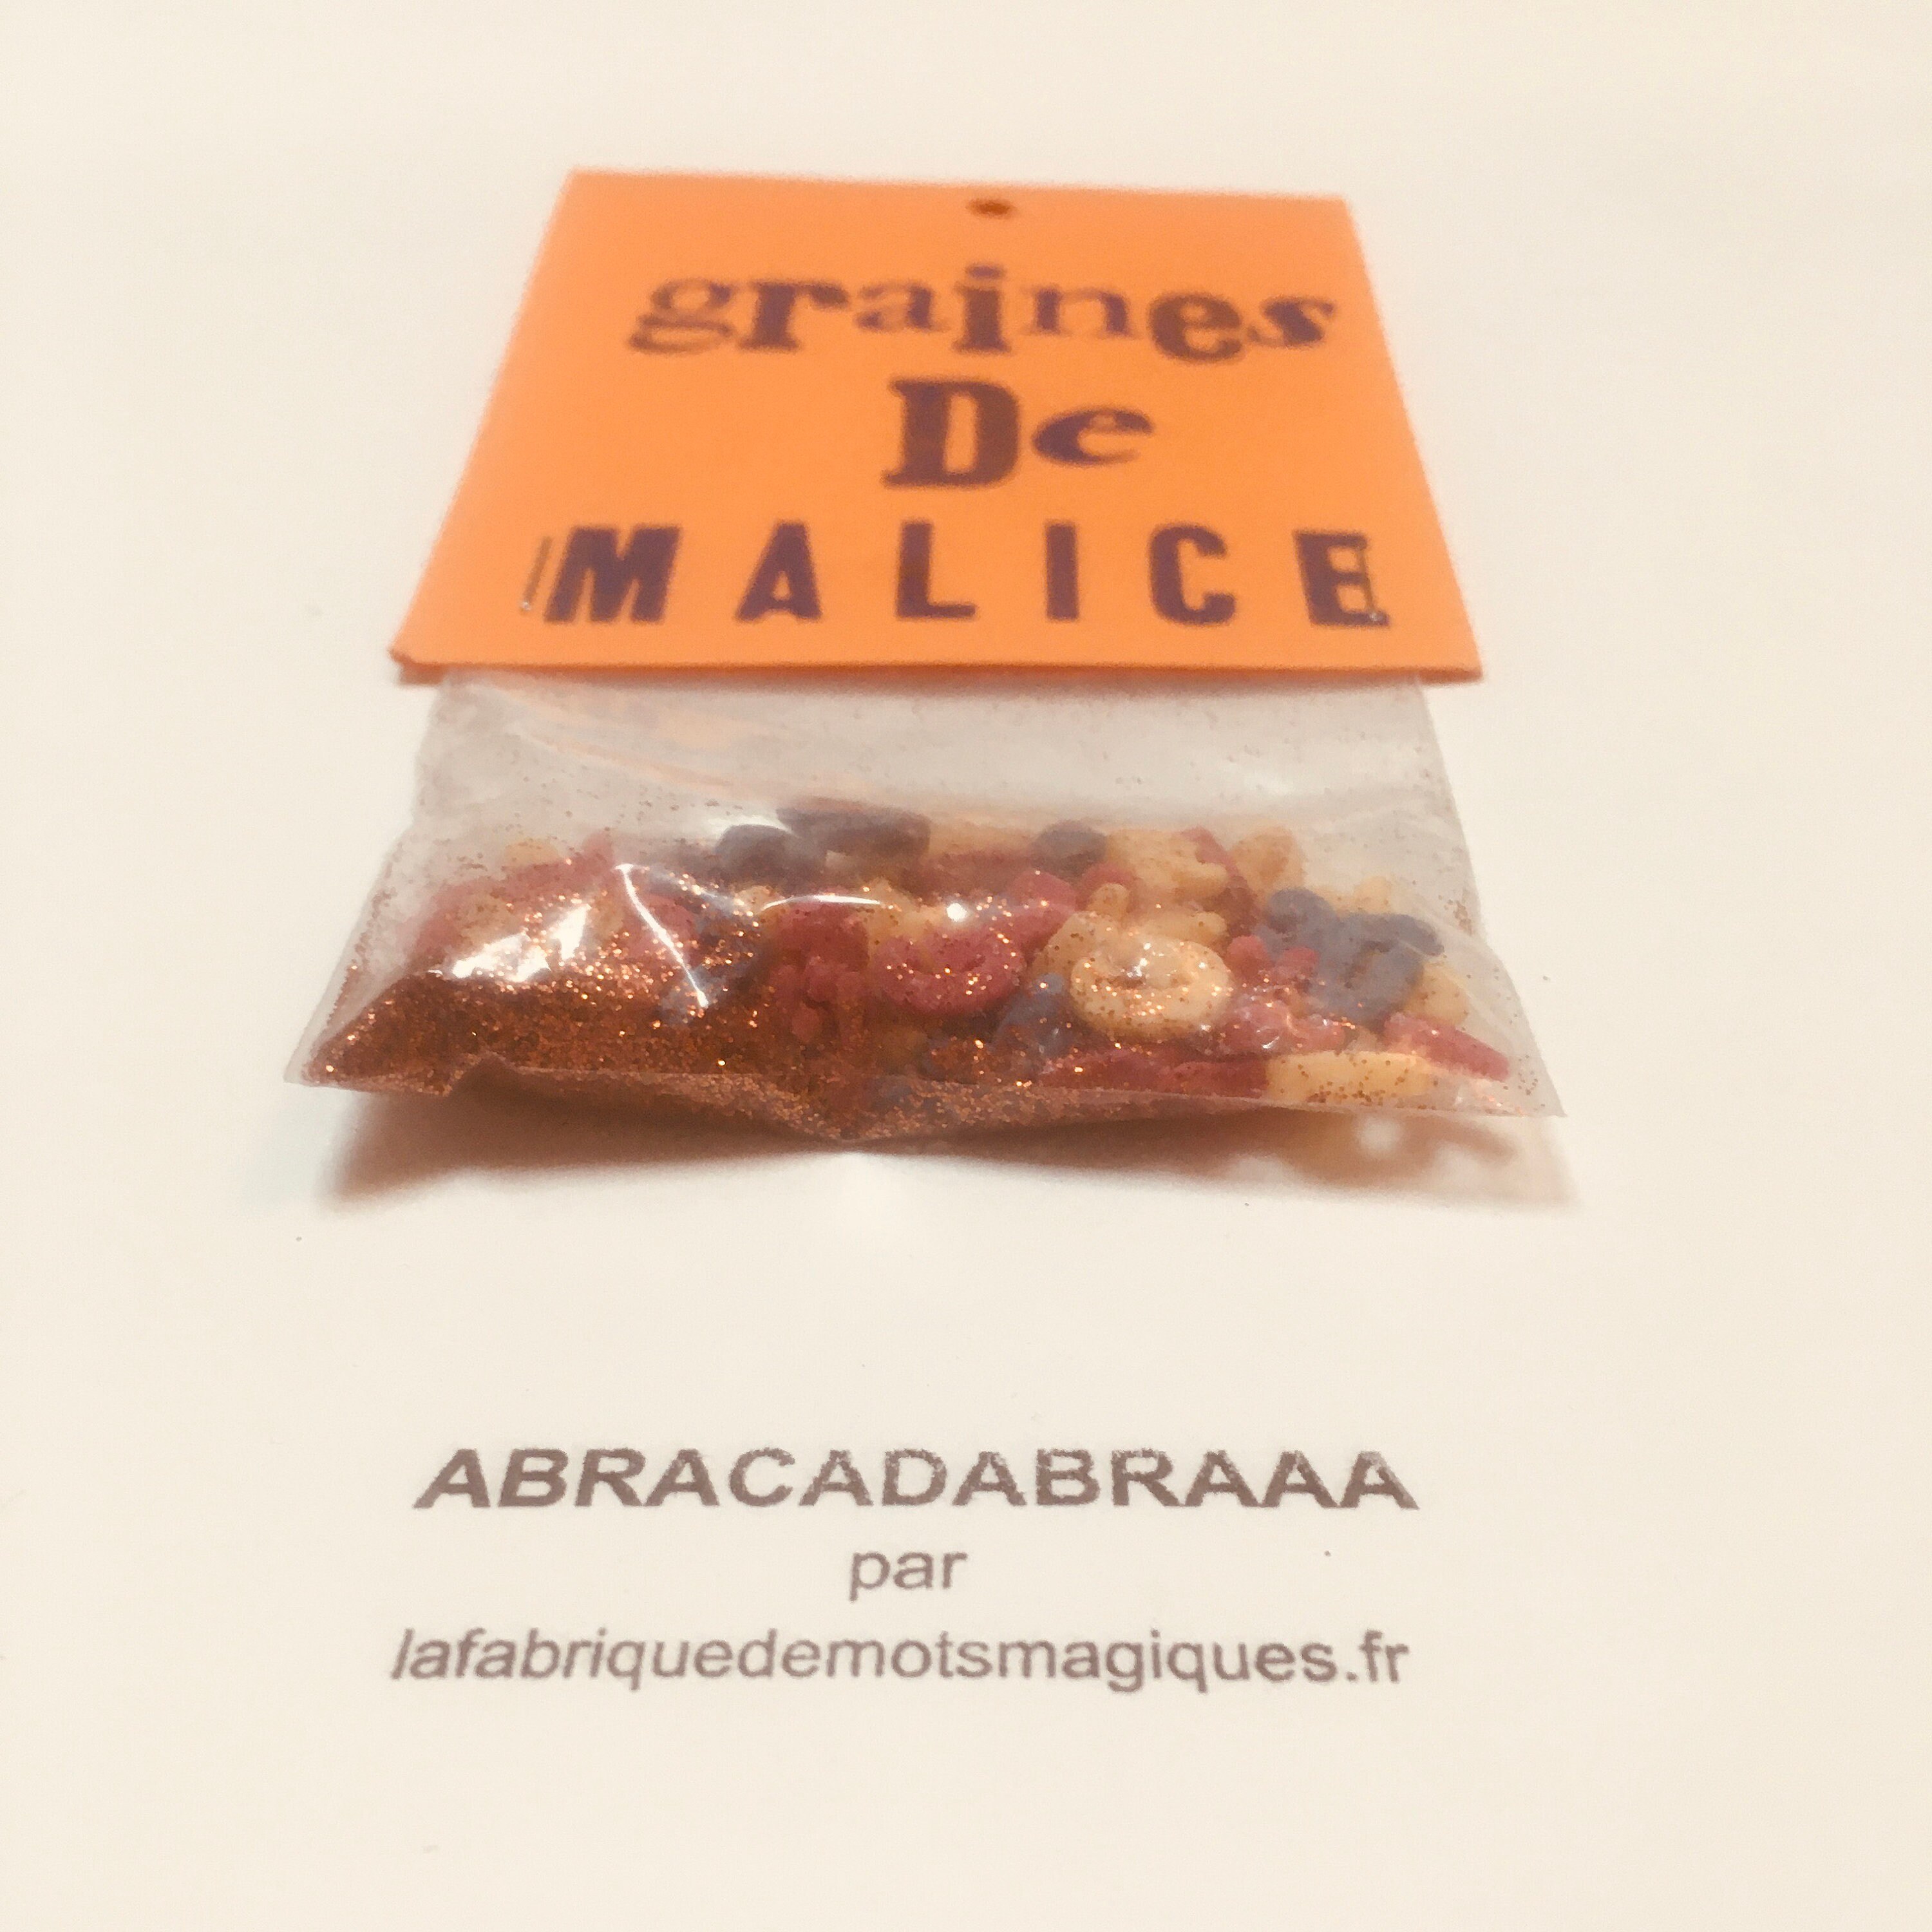 graines
De
MALICE
ABRACADABRAAA
par
lafabriquedemotsmagiques.fr